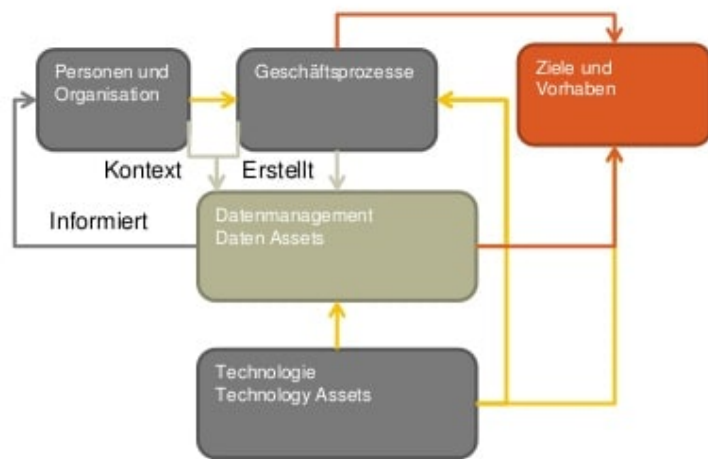 Personen und
Organisation
Geschäftsprozesse
Ziele und
Vorhaben
Kontext
Erstellt
Informiert
Datenmanagement
Daten Assets
Technologie
Technology Assets